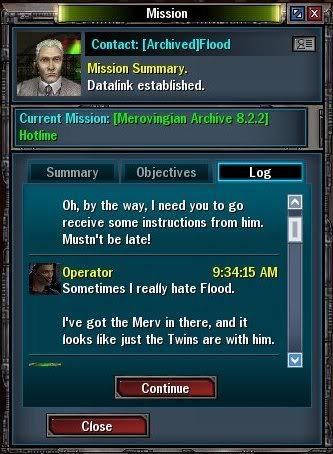 Mission
Contact: [Archived]Flood
Mission Summary.
Datalink established.
Current Mission: [Merovingian Archive 8.2.2]
Hotline
Summary
Objectives
Log
Oh, by the way, I need you to go
receive some instructions from him.
Mustn't be late!
Operator 9:34:15 AM
Sometimes I really hate Flood.
I've got the Merv in there, and it
looks like just the Twins are with him.
Continue
Close